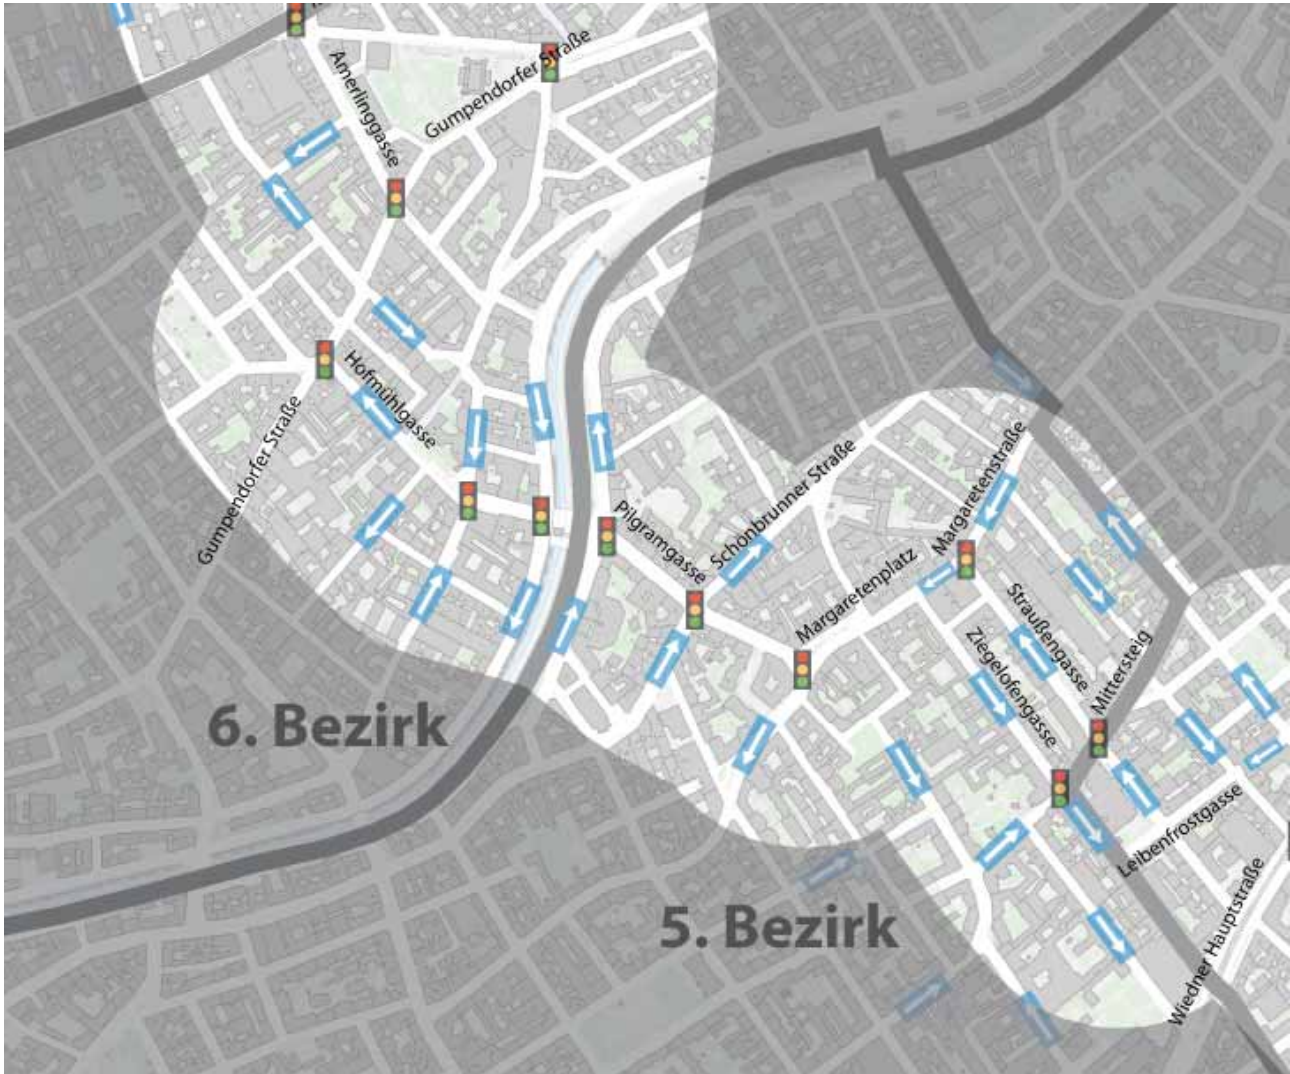 Amerlinggasse
Gumpendorfer Straße
Hofmühlgasse
Gumpendorfer Straße
Pilgramgasse
Schönbrunner Straße
Margaretenplatz
Margaretenstraße
Straußengasse
Ziegelofengasse
Mittersteig
6. Bezirk
Leibenfrostgasse
5. Bezirk
Wiedner Hauptstraße